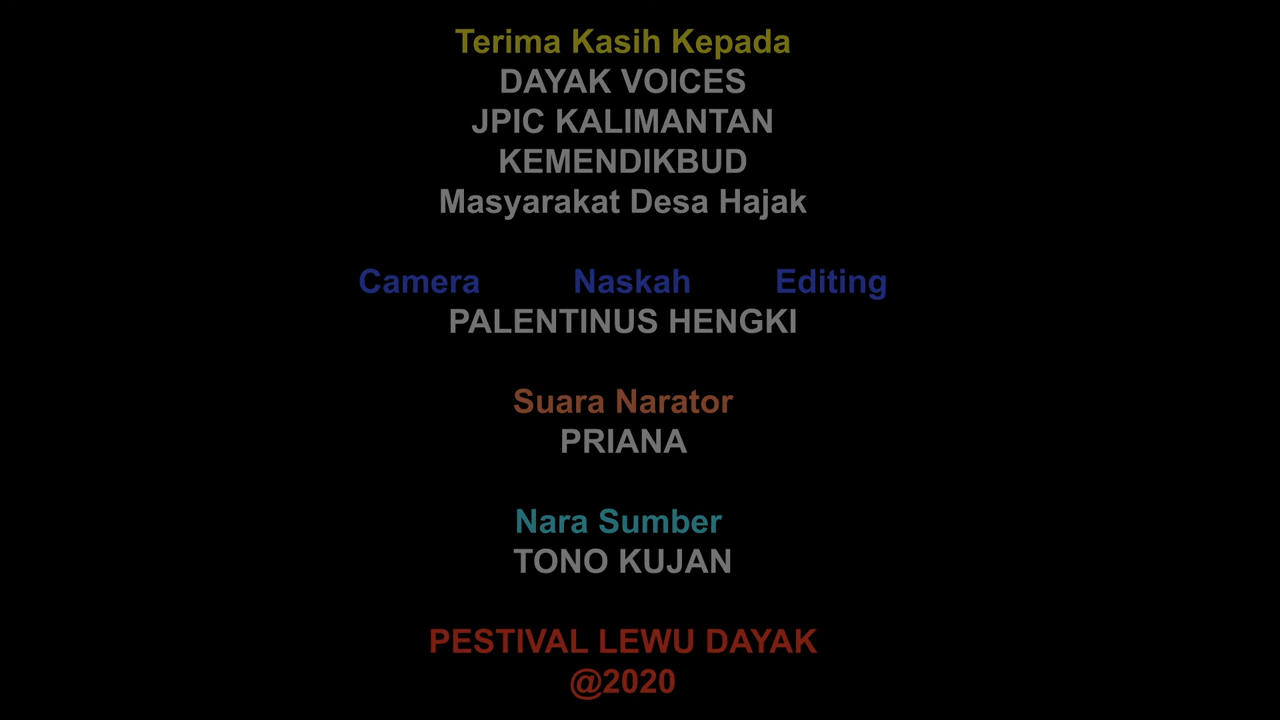 Terima Kasih Kepada
DAYAK VOICES
JPIC KALIMANTAN
KEMENDIKBUD
Masyarakat Desa Hajak
Camera Naskah Editing
PALENTINUS HENGKI
Suara Narator
PRIANA
Nara Sumber
TONO KUJAN
PESTIVAL LEWU DAYAK
@2020